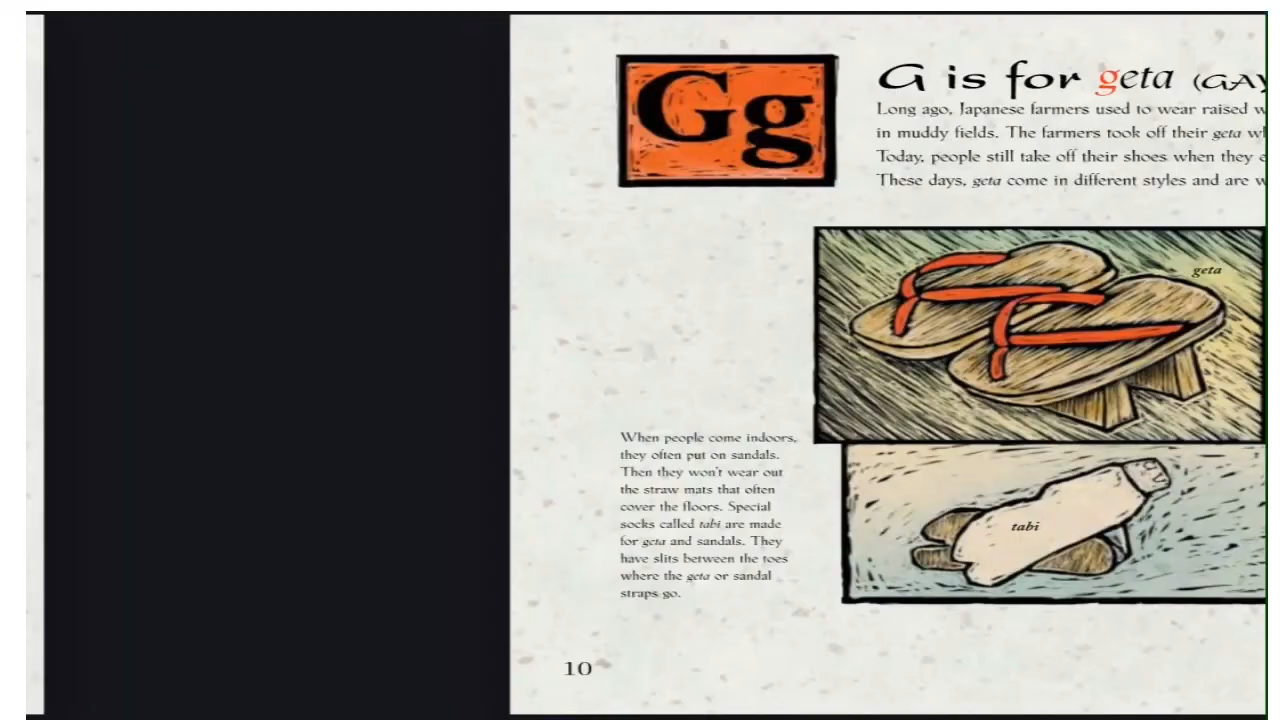 Gg
G is for geta
Long ago, Japanese farmers used to wear raised
in muddy fields. The farmers took off their geta
Today, people still take off their shoes when they
These days, geta come in different styles and are
geta
When people come indoors,
they often put on sandals.
Then they won't wear out
the straw mats that often
cover the floors. Special
socks called tabi are made
for geta and sandals. They
have slits between the toes
where the geta or sandal
straps go.
tabi
10